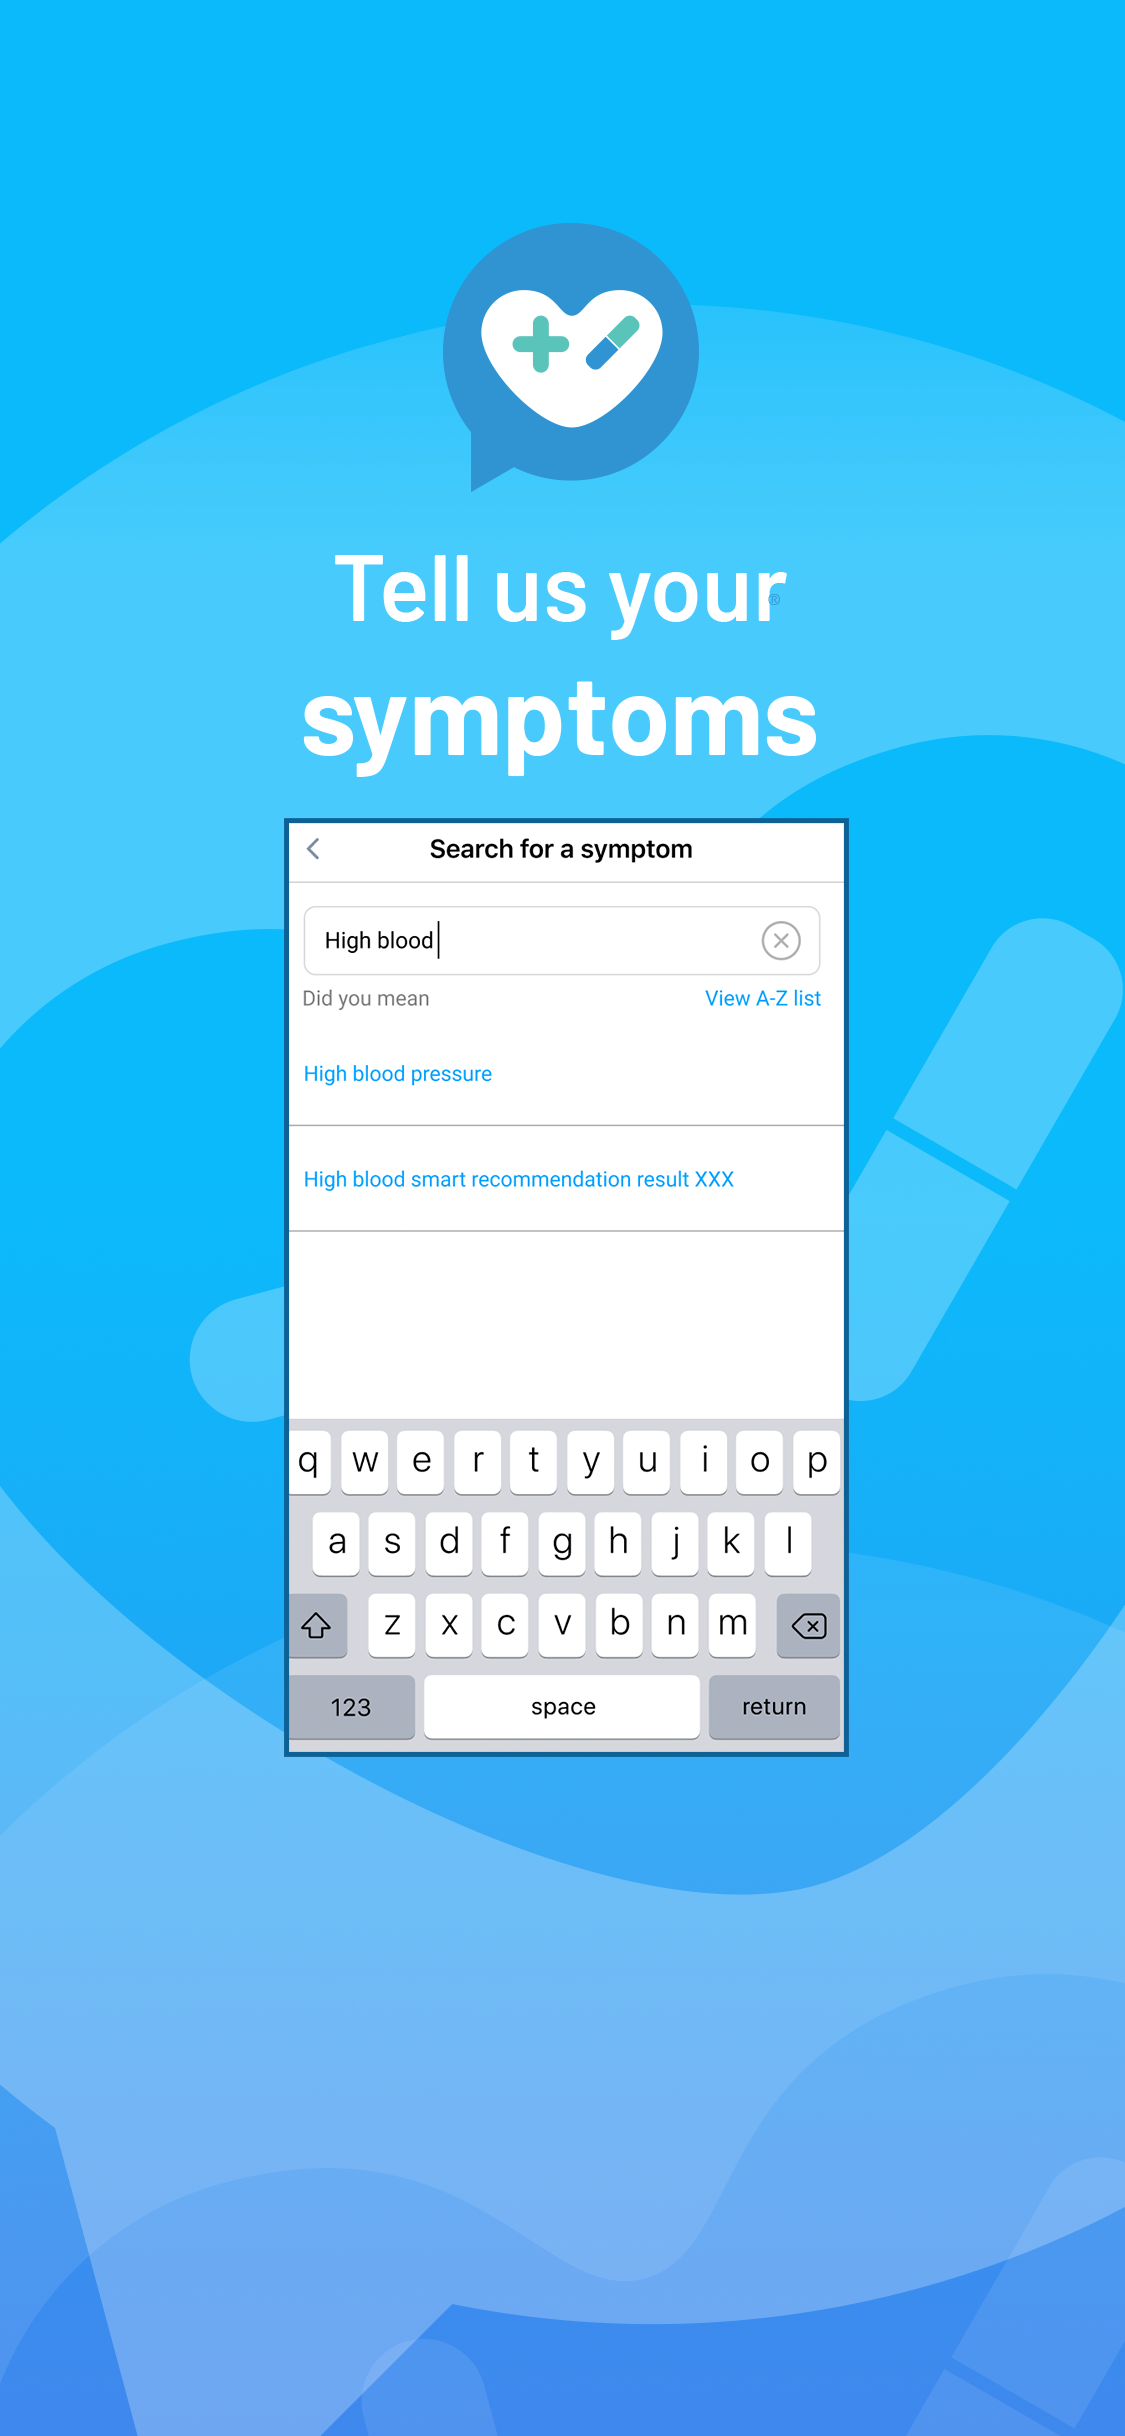 Tell us your
®
symptoms
Search for a symptom
High blood
Did you mean
View A-Z list
High blood pressure
High blood smart recommendation result XXX
q w e r t y u i o p
a s d f g h j k l
z x c v b n m
123 space return